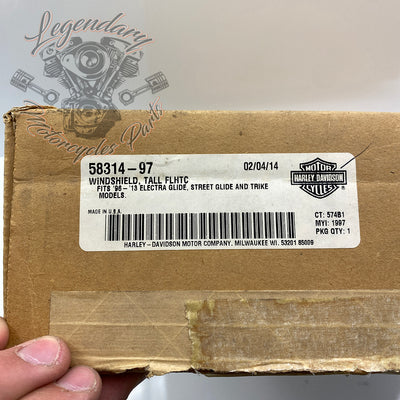 Legendary
Motorcycles Parts
58314-97
02/04/14
WINDSHIELD, TALL FLHTC
FITS '96-'13 ELECTRA GLIDE, STREET GLIDE AND TRIKE
MODELS.
MOTOR
HARLEY-DAVIDSON
CYCLES
MADE IN U.S.A.
CT: 574B1
MYI: 1997
PKG QTY: 1
HARLEY-DAVIDSON MOTOR COMPANY, MILWAUKEE WI. 53201 85009